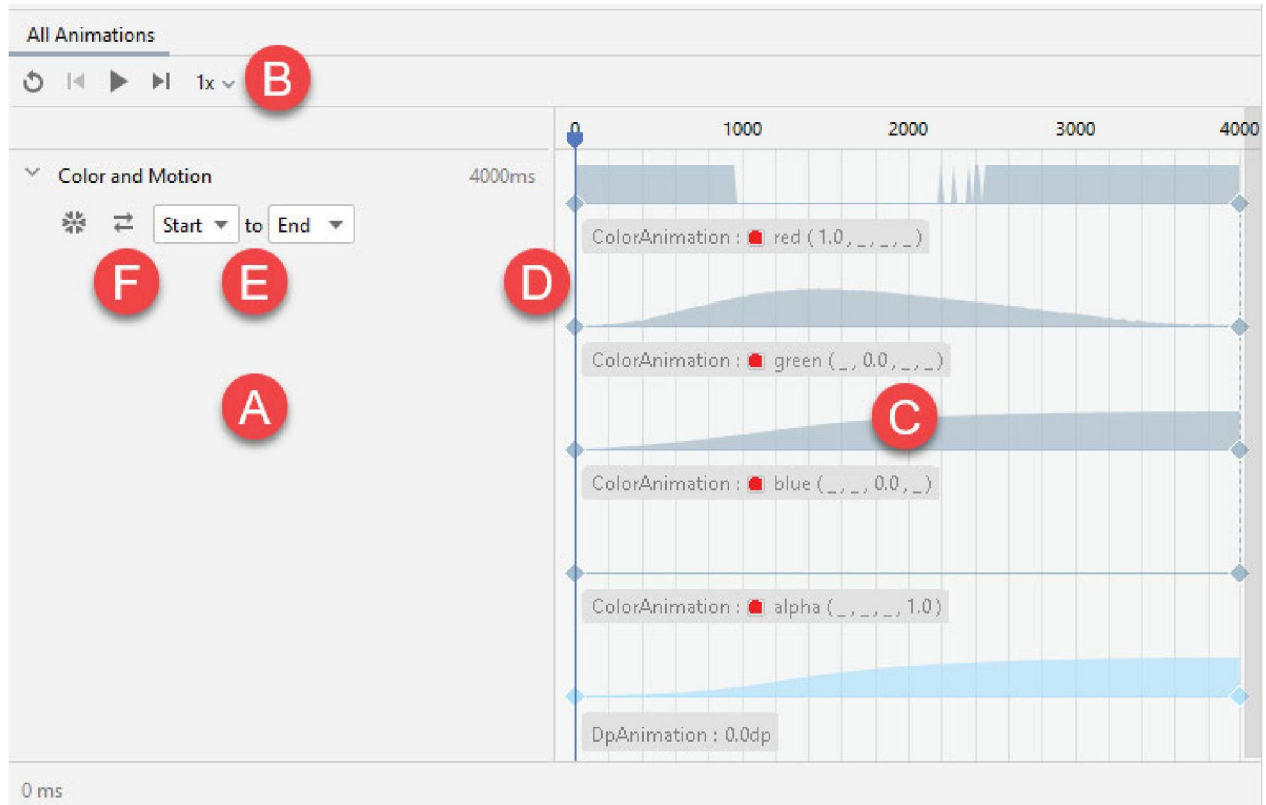 All Animations
1x B
0 1000 2000 3000 4000
Color and Motion 4000ms
Start to End
ColorAnimation : red ( 1.0 , _ , _ , _ )
F E D
ColorAnimation : green ( _ , 0.0 , _ , _ )
A C
ColorAnimation : blue ( _ , _ , 0.0 , _ )
ColorAnimation : alpha ( _ , _ , _ , 1.0 )
DpAnimation : 0.0dp
0 ms